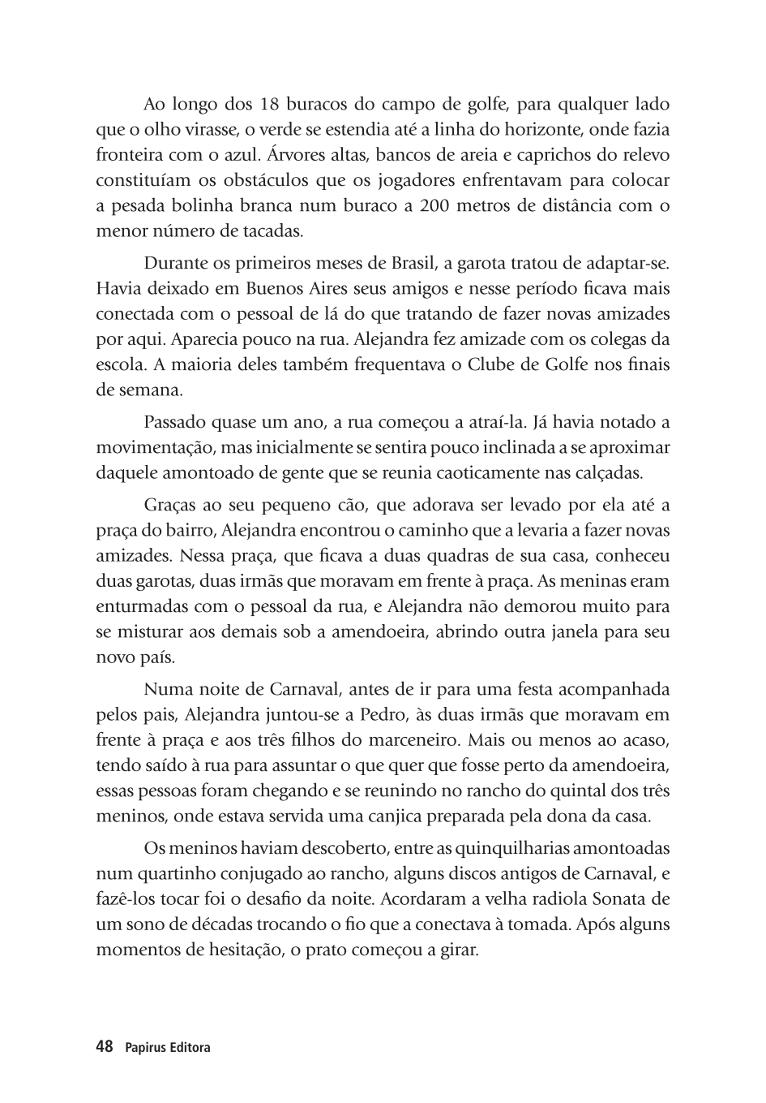 Ao longo dos 18 buracos do campo de golfe, para qualquer lado
que o olho virasse, o verde se estendia até a linha do horizonte, onde fazia
fronteira com o azul. Árvores altas, bancos de areia e caprichos do relevo
constituíam os obstáculos que os jogadores enfrentavam para colocar
a pesada bolinha branca num buraco a 200 metros de distância com o
menor número de tacadas.
Durante os primeiros meses de Brasil, a garota tratou de adaptar-se.
Havia deixado em Buenos Aires seus amigos e nesse período ficava mais
conectada com o pessoal de lá do que tratando de fazer novas amizades
por aqui. Aparecia pouco na rua. Alejandra fez amizade com os colegas da
escola. A maioria deles também frequentava o Clube de Golfe nos finais
de semana.
Passado quase um ano, a rua começou a atraí-la. Já havia notado a
movimentação, mas inicialmente se sentira pouco inclinada a se aproximar
daquele amontoado de gente que se reunia caoticamente nas calçadas.
Graças ao seu pequeno cão, que adorava ser levado por ela até a
praça do bairro, Alejandra encontrou o caminho que a levaria a fazer novas
amizades. Nessa praça, que ficava a duas quadras de sua casa, conheceu
duas garotas, duas irmãs que moravam em frente à praça. As meninas eram
enturmadas com o pessoal da rua, e Alejandra não demorou muito para
se misturar aos demais sob a amendoeira, abrindo outra janela para seu
novo país.
Numa noite de Carnaval, antes de ir para uma festa acompanhada
pelos pais, Alejandra juntou-se a Pedro, às duas irmãs que moravam em
frente à praça e aos três filhos do marceneiro. Mais ou menos ao acaso,
tendo saído à rua para assuntar o que quer que fosse perto da amendoeira,
essas pessoas foram chegando e se reunindo no rancho do quintal dos três
meninos, onde estava servida uma canjica preparada pela dona da casa.
Os meninos haviam descoberto, entre as quinquilharias amontoadas
num quartinho conjugado ao rancho, alguns discos antigos de Carnaval, e
fazê-los tocar foi o desafio da noite. Acordaram a velha radiola Sonata de
um sono de décadas trocando o fio que a conectava à tomada. Após alguns
momentos de hesitação, o prato começou a girar.
48 Papirus Editora